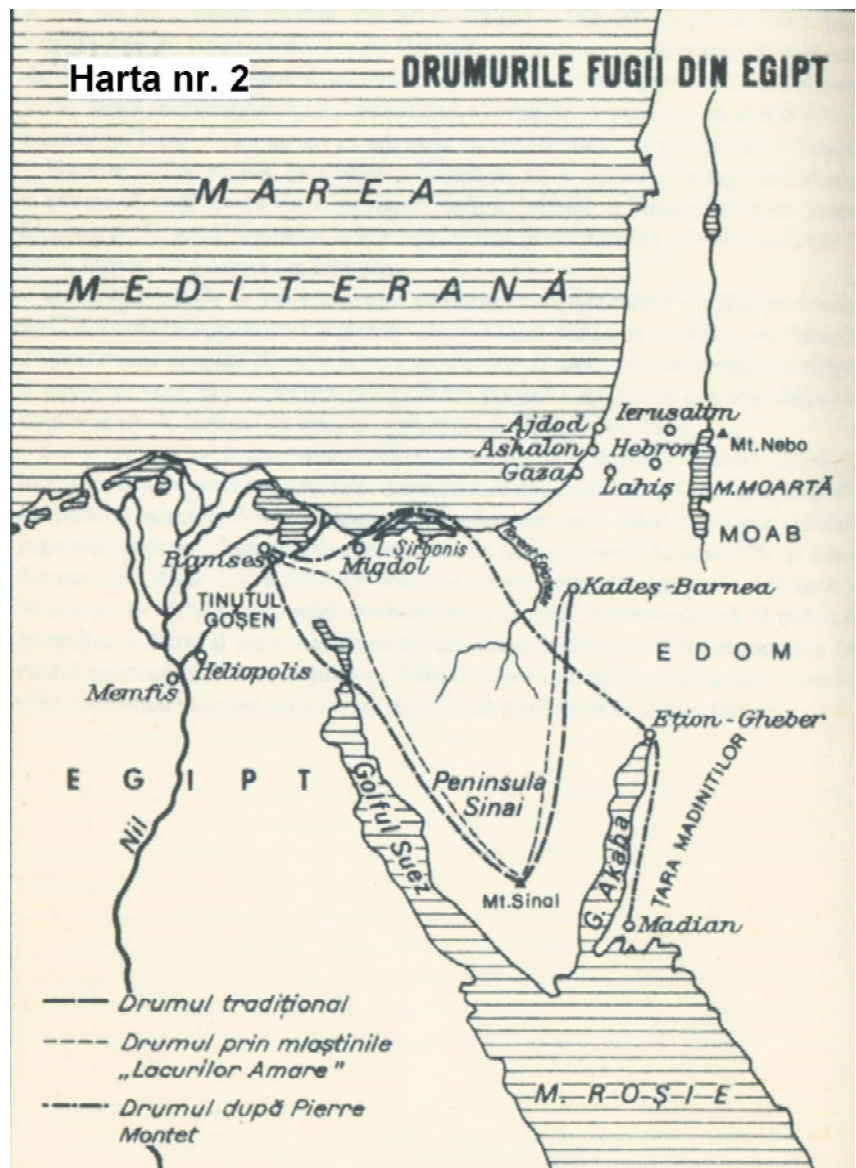 Harta nr. 2
DRUMURILE FUGII DIN EGIPT
MAREA
MEDITERANĂ
Ajdod
Ierusalim
Ashalon
Hebron
Mt. Nebo
Gaza
Lahiș
M.MOARTĂ
MOAB
Sirbonis
Ramses
Migdol
Kadeș-Barnea
ȚINUTUL
GOȘEN
EDOM
Heliopolis
Memfis
Ețion-Gheber
EGIPT
Peninsula
Sinai
Golful Suez
Nil
ȚARA MADINITILOR
G. Akaba
Mt. Sinai
Madian
Drumul tradițional
Drumul prin mlaștinile
„Lacurilor Amare"
Drumul după Pierre
Montet
M. ROȘIE